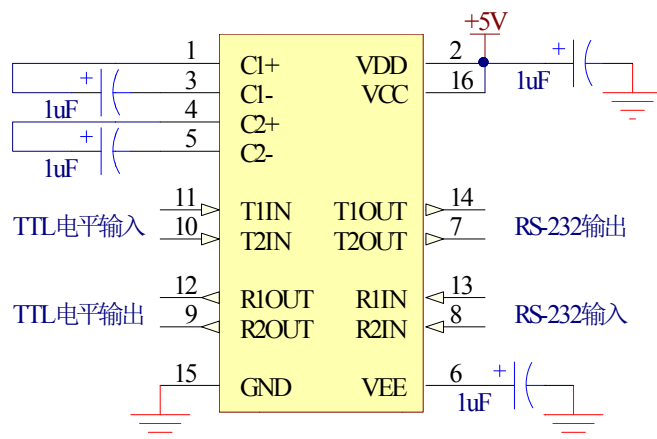 +5V
1 C1+ VDD 2
+ 3 C1- VCC 16 1uF +
1uF 4 C2+
+ 5 C2-
1uF
TTL电平输入 11 T1IN T1OUT 14 RS-232输出
10 T2IN T2OUT 7
TTL电平输出 12 R1OUT R1IN 13 RS-232输入
9 R2OUT R2IN 8
15 GND VEE 6 +
1uF